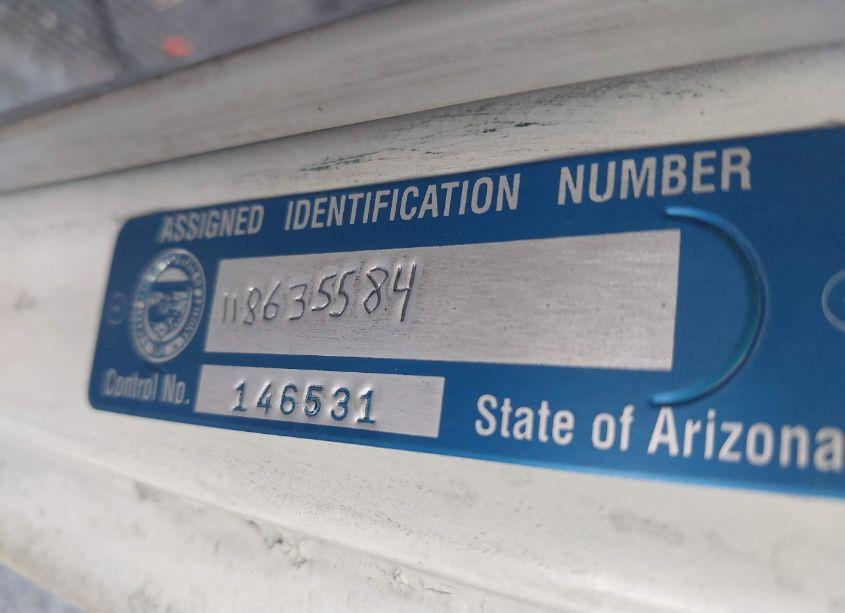 ASSIGNED IDENTIFICATION NUMBER
118635584
Control No. 146531
State of Arizona